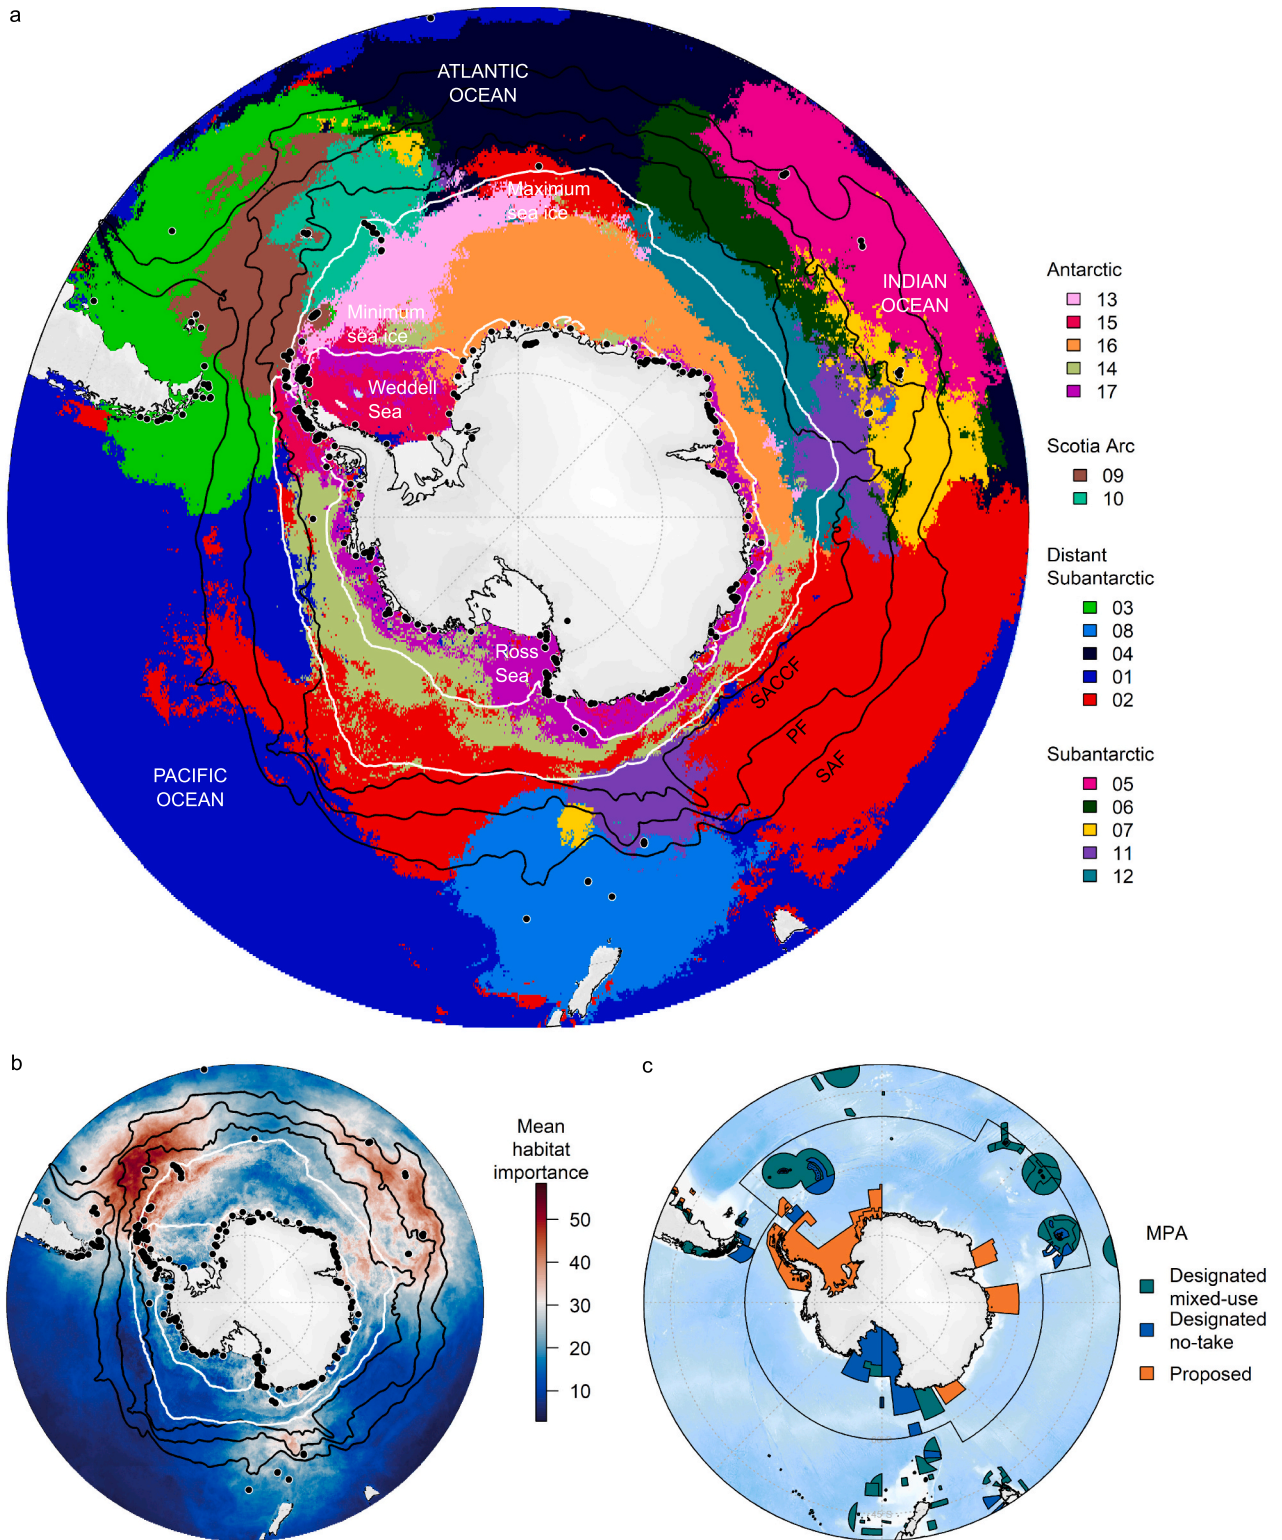 a
ATLANTIC
OCEAN
Maximum
sea ice
INDIAN
OCEAN
Minimum
sea ice
Weddell
Sea
Ross
Sea
SACCF
PF
SAF
PACIFIC
OCEAN
Antarctic
13
15
16
14
17
Scotia Arc
09
10
Distant
Subantarctic
03
08
04
01
02
Subantarctic
05
06
07
11
12
b
Mean
habitat
importance
50
40
30
20
10
c
MPA
Designated
mixed-use
Designated
no-take
Proposed